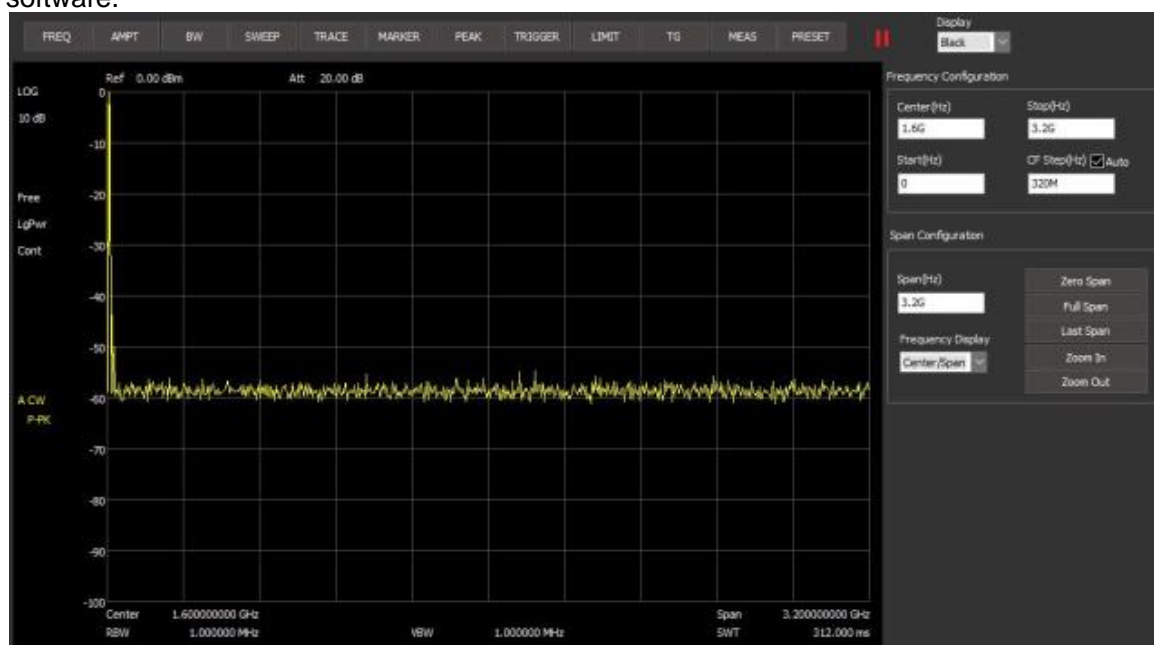 software.
FREQ AMPT BW SWEEP TRACE MARKER PEAK TRIGGER LIMIT TG MEAS PRESET
Display
Black
Ref 0.00 dBm Att 20.00 dB
LOG
10 dB
Free
LgPwr
Cont
A CW
P-PK
0
-10
-20
-30
-40
-50
-60
-70
-80
-90
-100
Center 1.600000000 GHz Span 3.200000000 GHz
RBW 1.000000 MHz VBW 1.000000 MHz SWT 312.000 ms
Frequency Configuration
Center(Hz) Stop(Hz)
1.6G 3.2G
Start(Hz) CF Step(Hz) Auto
0 320M
Span Configuration
Span(Hz)
3.2G
Frequency Display
Center/Span
Zero Span
Full Span
Last Span
Zoom In
Zoom Out